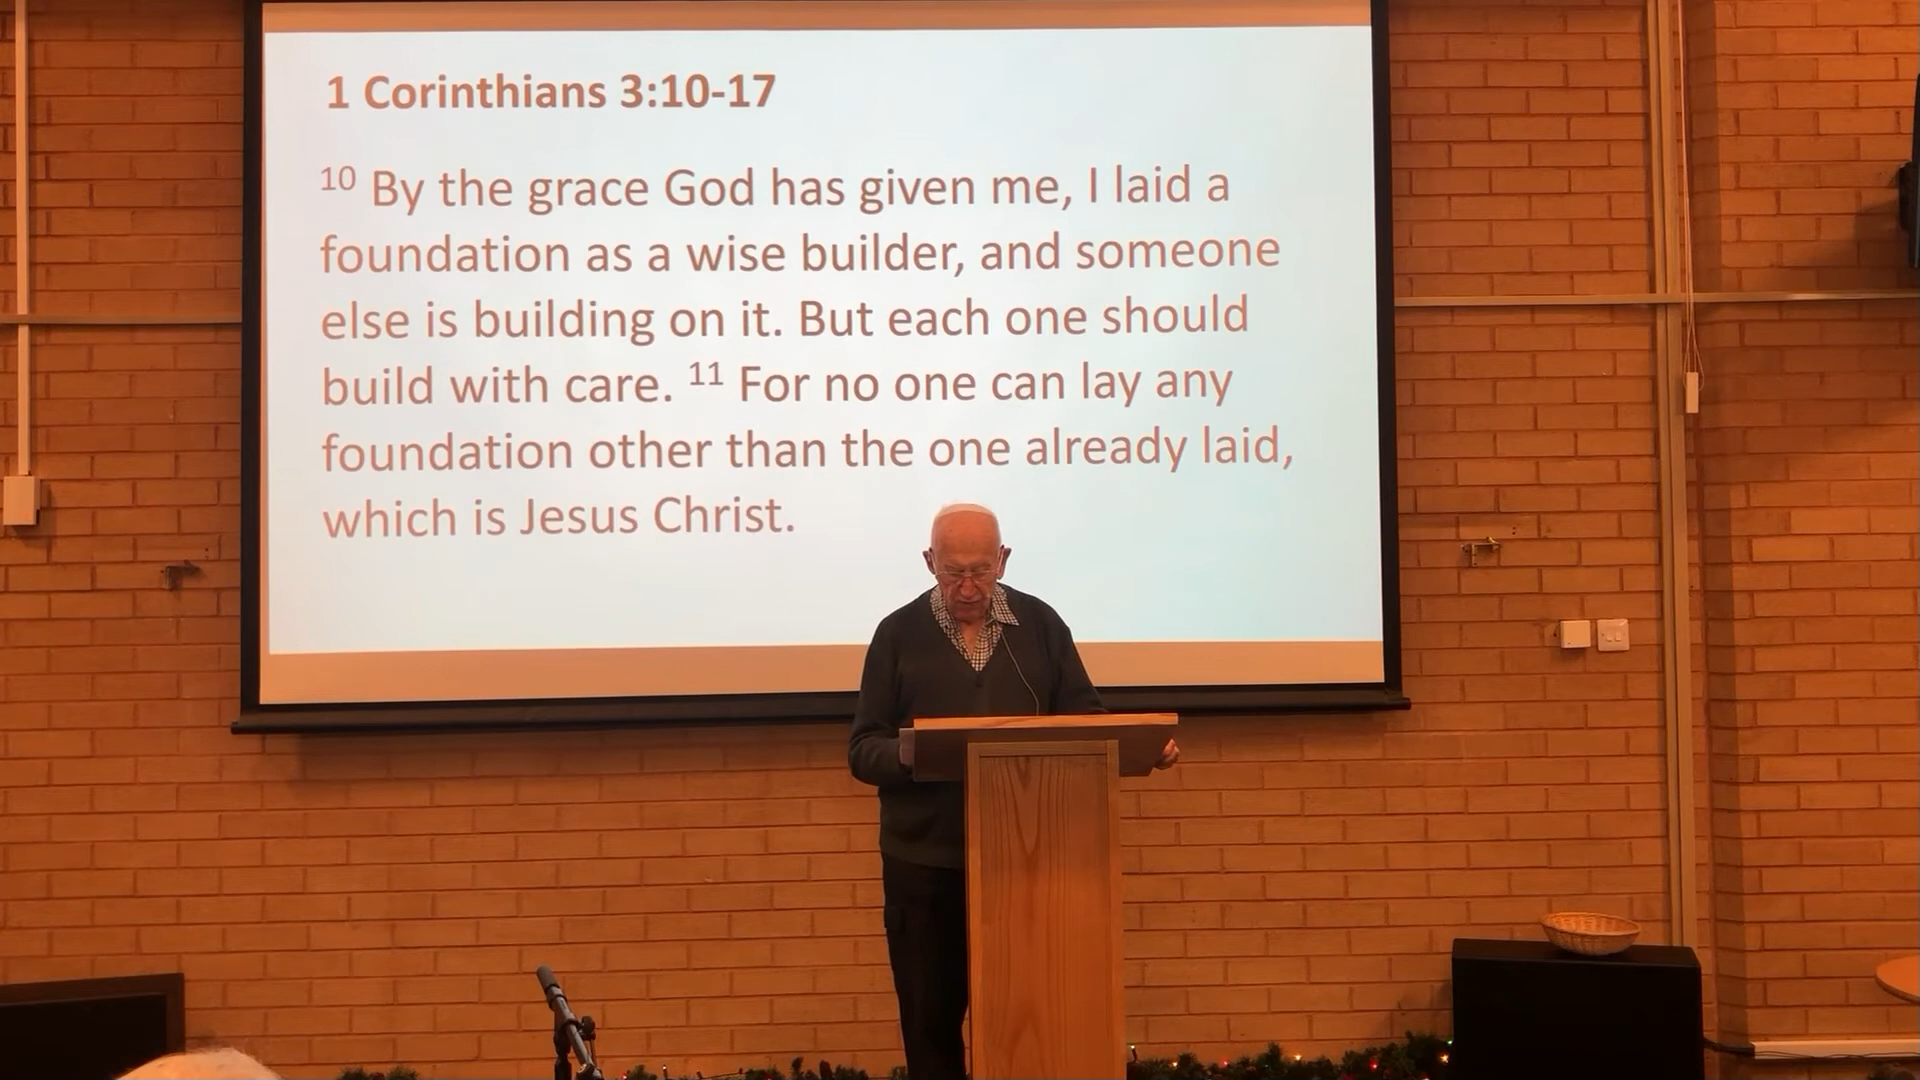 1 Corinthians 3:10-17
10 By the grace God has given me, I laid a
foundation as a wise builder, and someone
else is building on it. But each one should
build with care. 11 For no one can lay any
foundation other than the one already laid,
which is Jesus Christ.